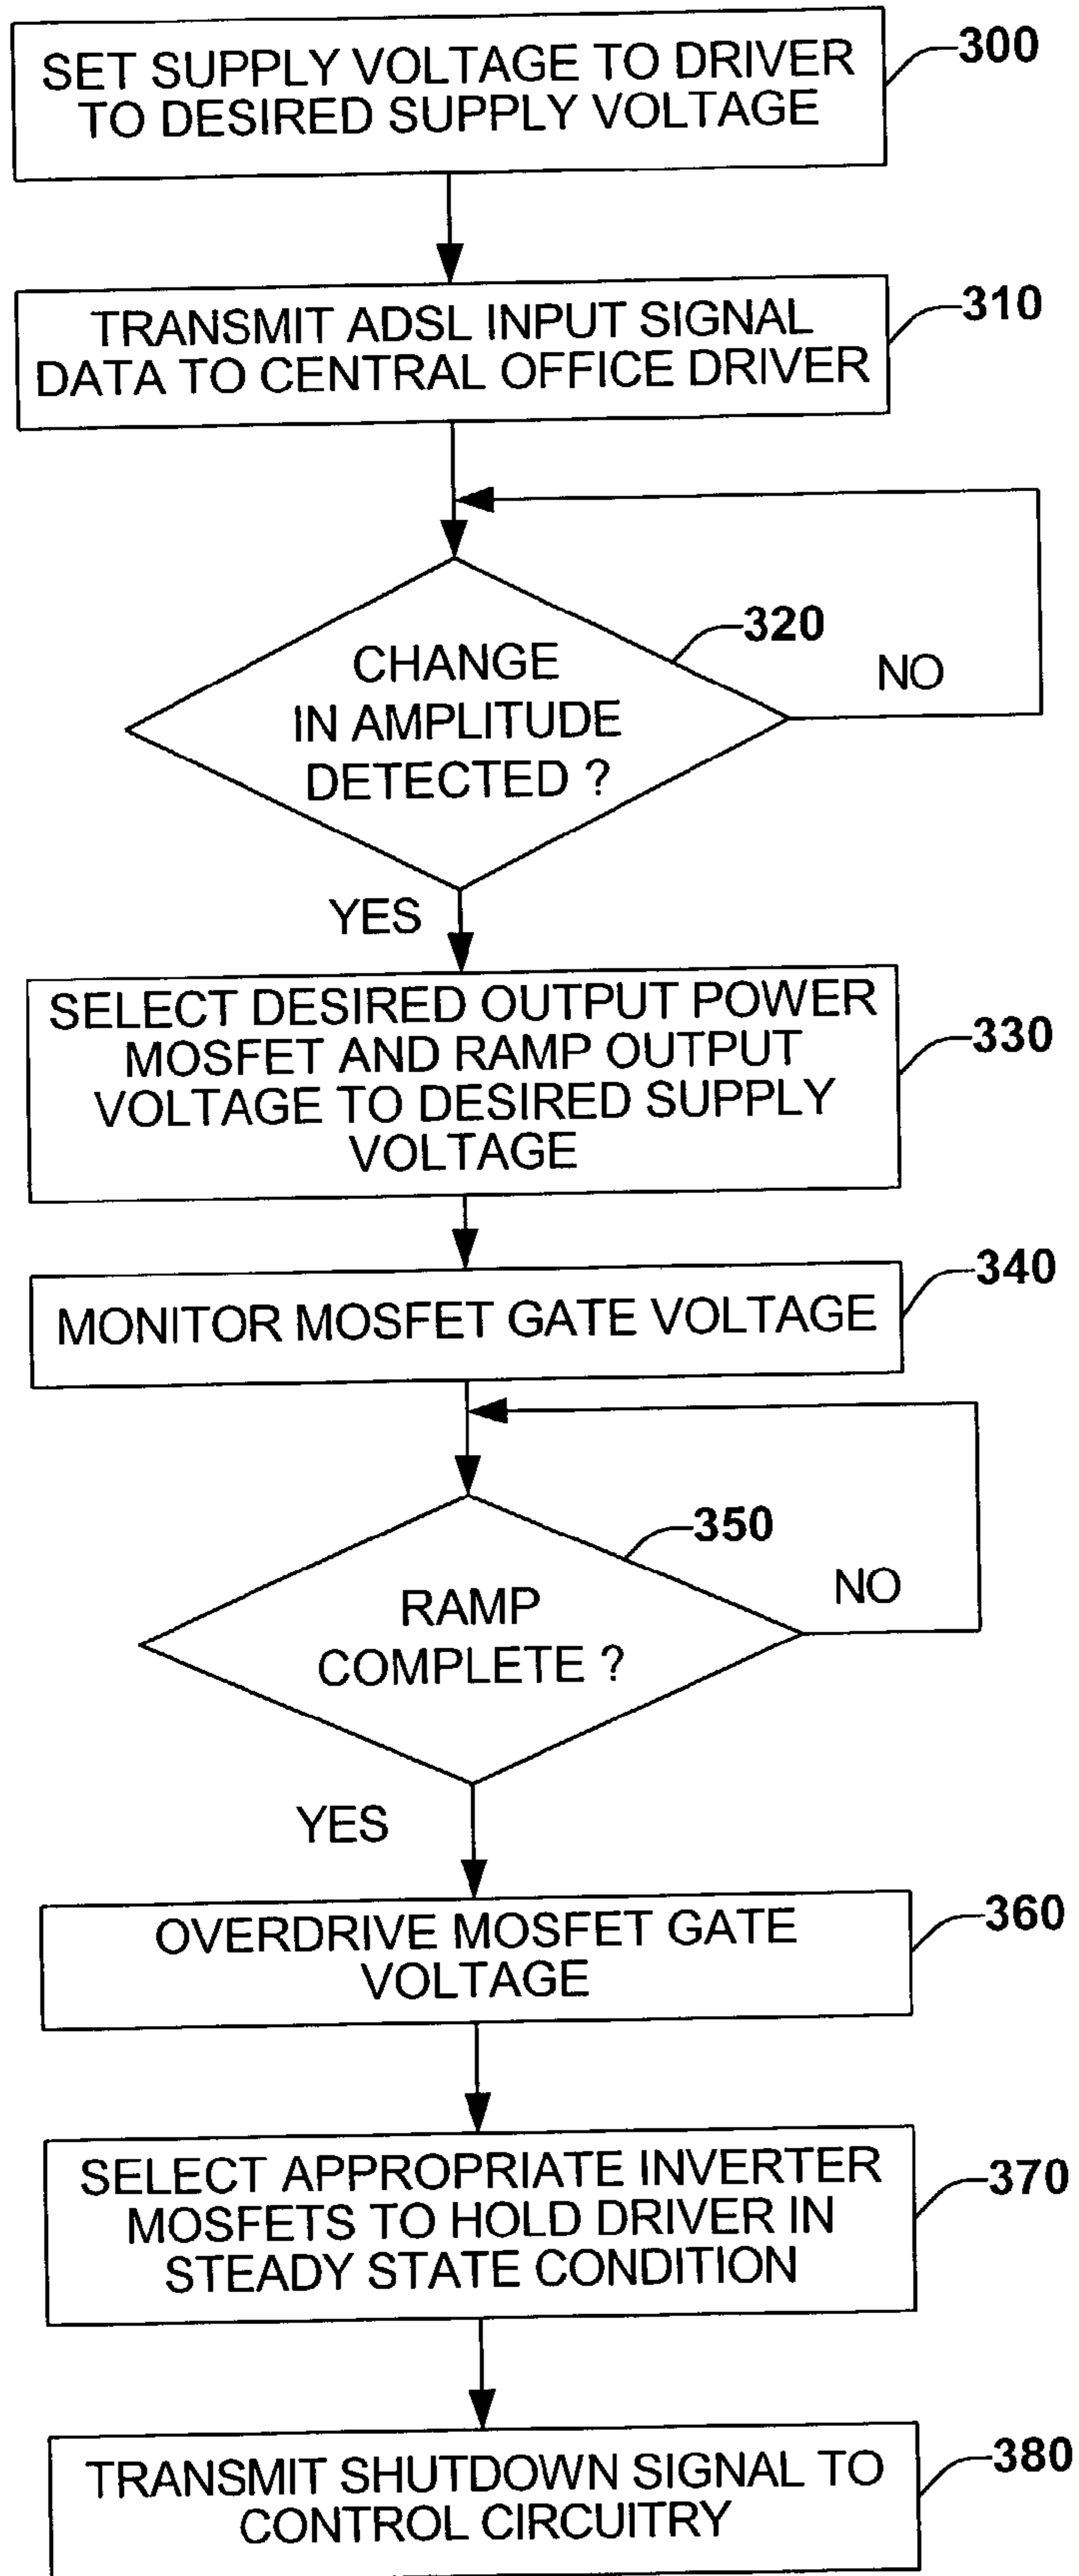 SET SUPPLY VOLTAGE TO DRIVER
TO DESIRED SUPPLY VOLTAGE
300
TRANSMIT ADSL INPUT SIGNAL
DATA TO CENTRAL OFFICE DRIVER
310
CHANGE
IN AMPLITUDE
DETECTED ?
320
NO
YES
SELECT DESIRED OUTPUT POWER
MOSFET AND RAMP OUTPUT
VOLTAGE TO DESIRED SUPPLY
VOLTAGE
330
MONITOR MOSFET GATE VOLTAGE
340
RAMP
COMPLETE ?
350
NO
YES
OVERDRIVE MOSFET GATE
VOLTAGE
360
SELECT APPROPRIATE INVERTER
MOSFETS TO HOLD DRIVER IN
STEADY STATE CONDITION
370
TRANSMIT SHUTDOWN SIGNAL TO
CONTROL CIRCUITRY
380